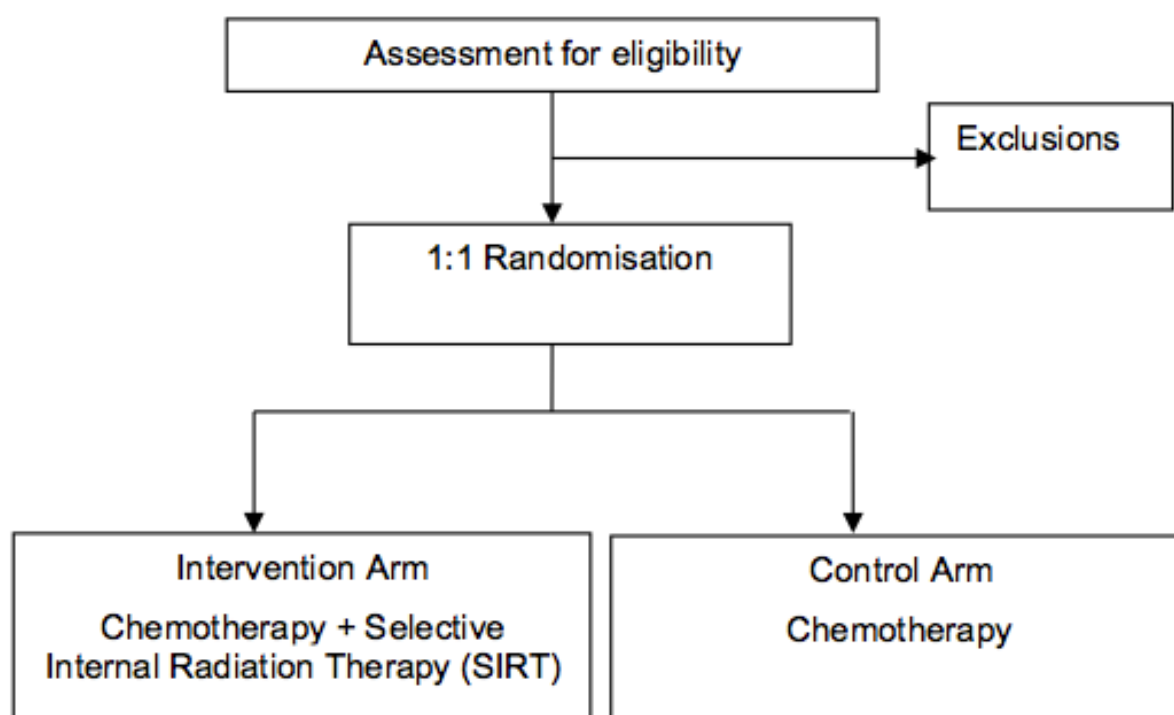 Assessment for eligibility
Exclusions
1:1 Randomisation
Intervention Arm
Chemotherapy + Selective
Internal Radiation Therapy (SIRT)
Control Arm
Chemotherapy